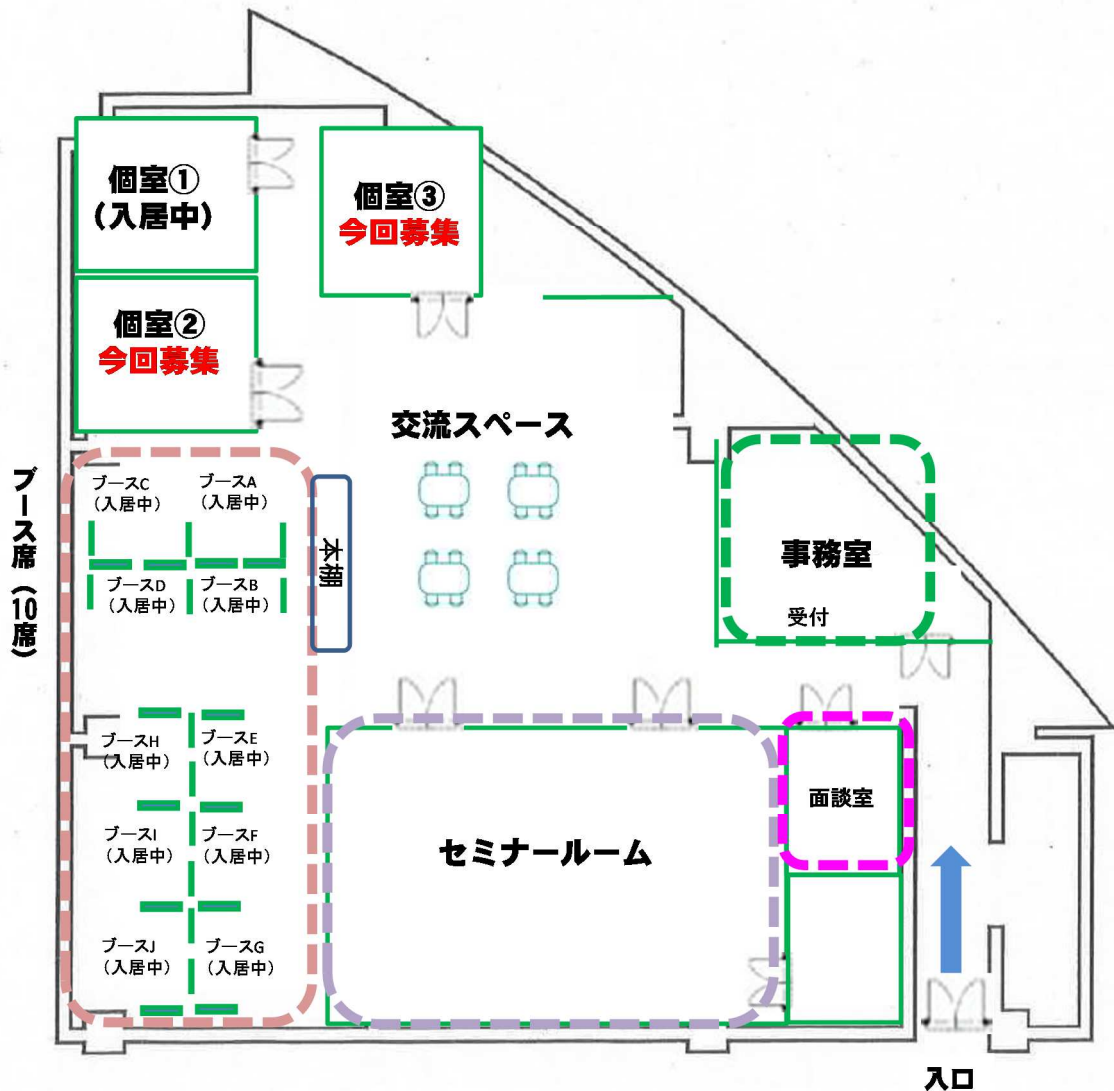 個室①
(入居中)
個室③
今回募集
個室②
今回募集
交流スペース
ブース席(10席)
ブースC
(入居中)
ブースA
(入居中)
ブースD
(入居中)
ブースB
(入居中)
本棚
事務室
受付
ブースH
(入居中)
ブースE
(入居中)
ブースI
(入居中)
ブースF
(入居中)
ブースJ
(入居中)
ブースG
(入居中)
セミナールーム
面談室
入口